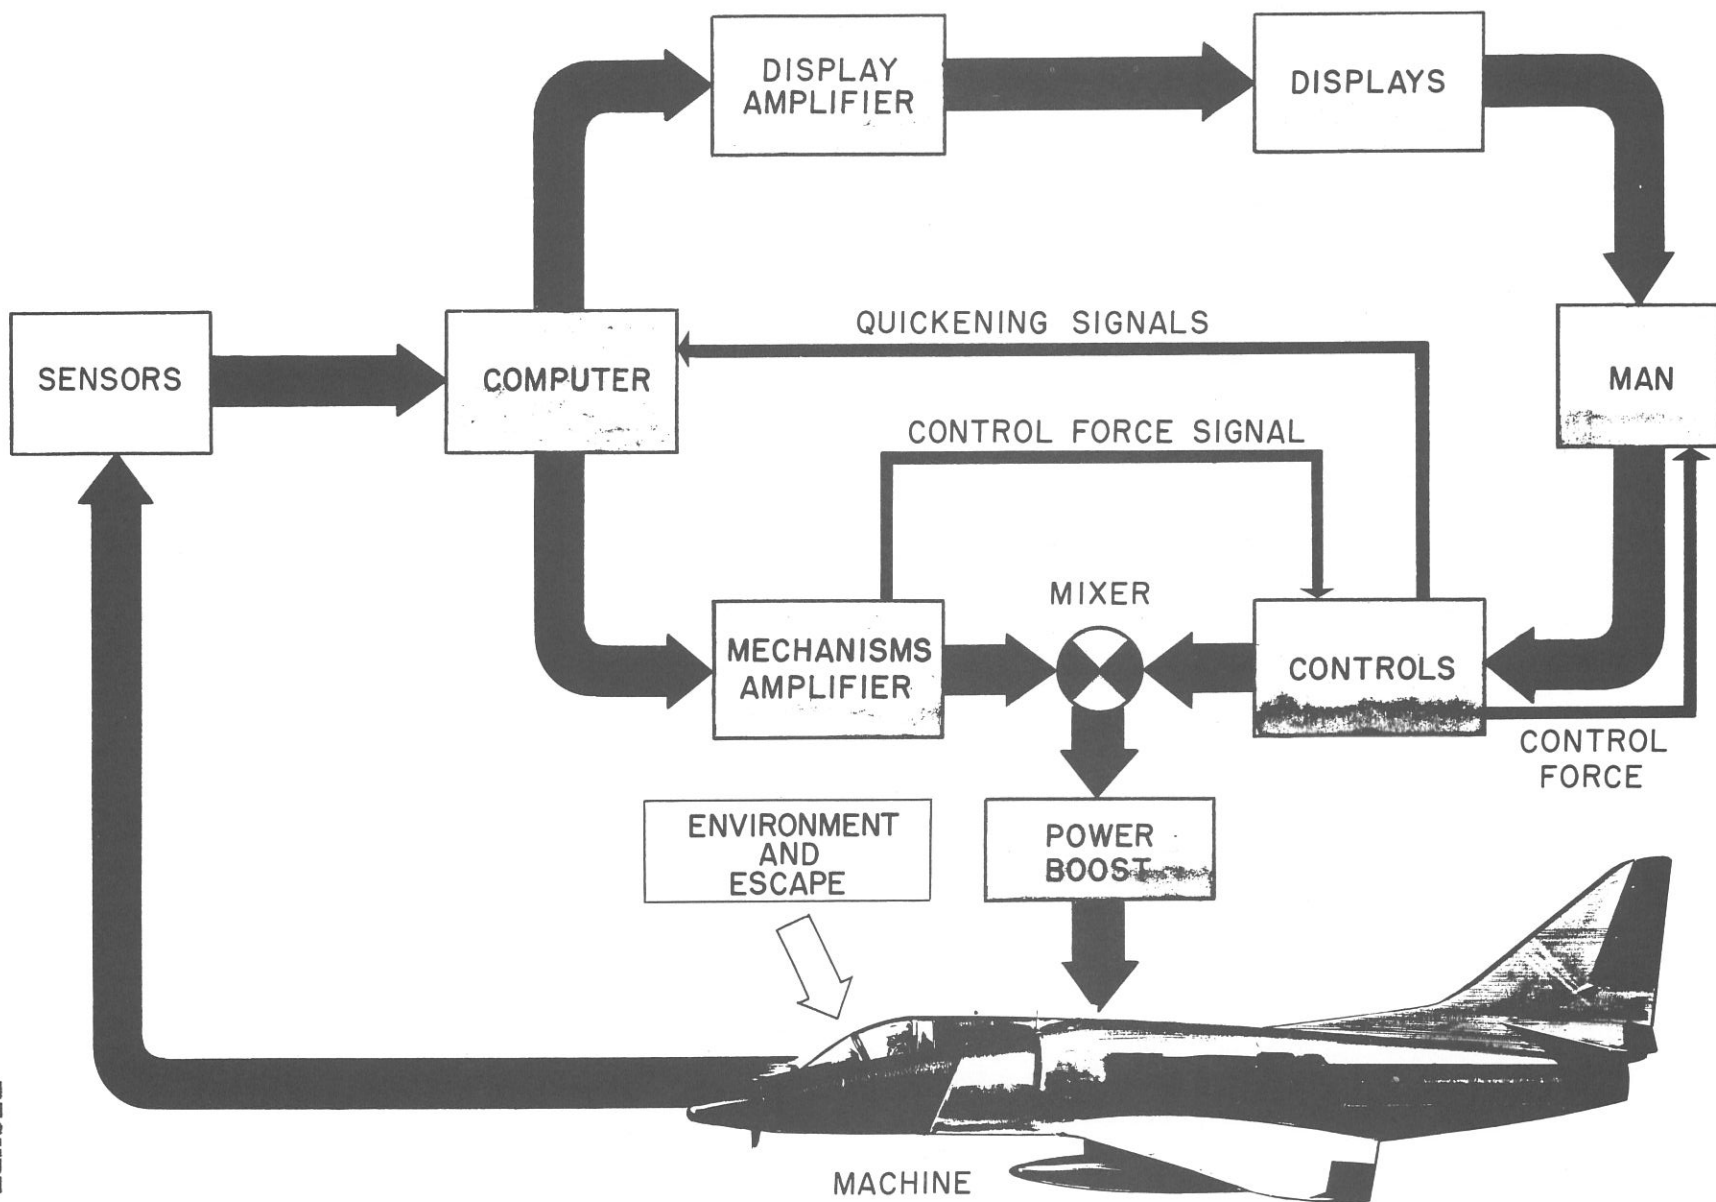 DISPLAY
AMPLIFIER
DISPLAYS
SENSORS
COMPUTER
QUICKENING SIGNALS
MAN
CONTROL FORCE SIGNAL
MECHANISMS
AMPLIFIER
MIXER
CONTROLS
CONTROL
FORCE
ENVIRONMENT
AND
ESCAPE
POWER
BOOST
MACHINE